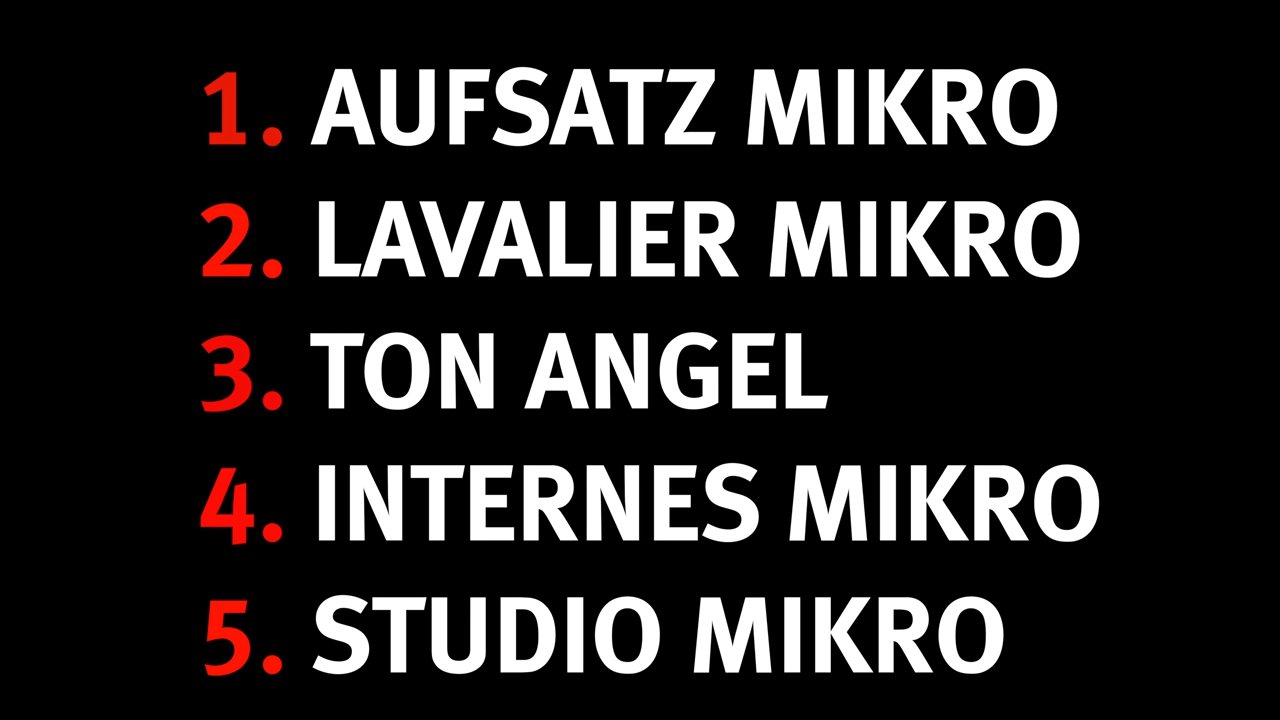 1. AUFSATZ MIKRO
2. LAVALIER MIKRO
3. TON ANGEL
4. INTERNES MIKRO
5. STUDIO MIKRO